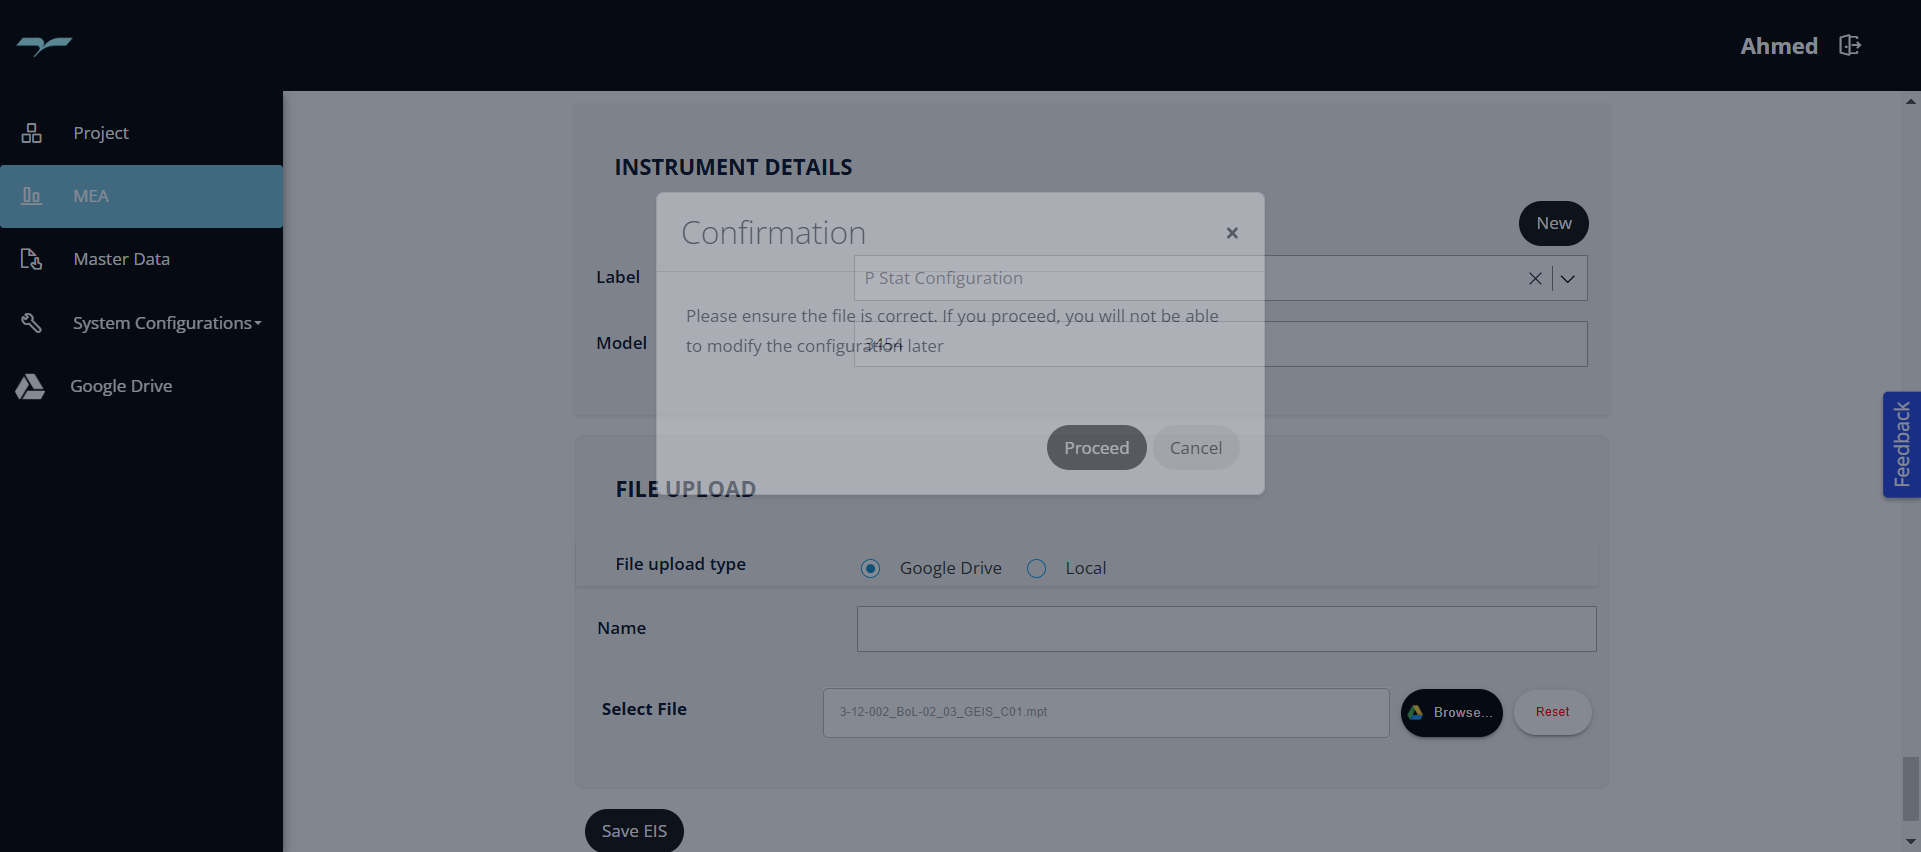 Ahmed
Project
MEA
Master Data
System Configurations
Google Drive
INSTRUMENT DETAILS
New
Label
P Stat Configuration
Model
3454
Confirmation
×
Please ensure the file is correct. If you proceed, you will not be able
to modify the configuration later
Proceed
Cancel
FILE UPLOAD
File upload type
Google Drive
Local
Name
Select File
3-12-002_BoL-02_03_GEIS_C01.mpt
Browse...
Reset
Save EIS
Feedback